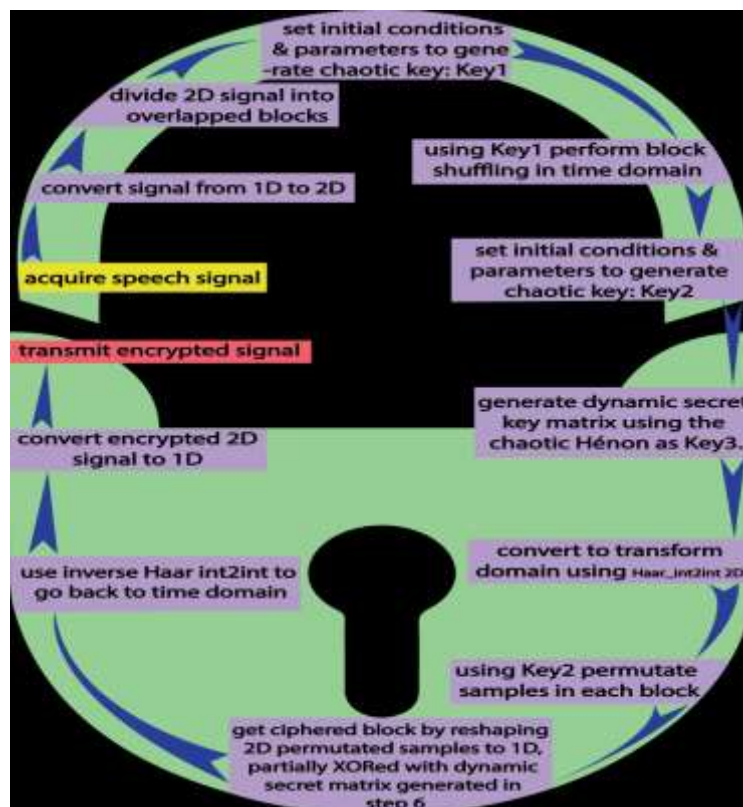 set initial conditions
& parameters to gene
-rate chaotic key: Key1
divide 2D signal into
overlapped blocks
using Key1 perform block
shuffling in time domain
convert signal from 1D to 2D
set initial conditions &
parameters to generate
chaotic key: Key2
acquire speech signal
transmit encrypted signal
generate dynamic secret
key matrix using the
chaotic Hénon as Key3.
convert encrypted 2D
signal to 1D
convert to transform
domain using Haar_int2int 2D
use inverse Haar int2int to
go back to time domain
using Key2 permutate
samples in each block
get ciphered block by reshaping
2D permutated samples to 1D,
partially XORed with dynamic
secret matrix generated in
step 6